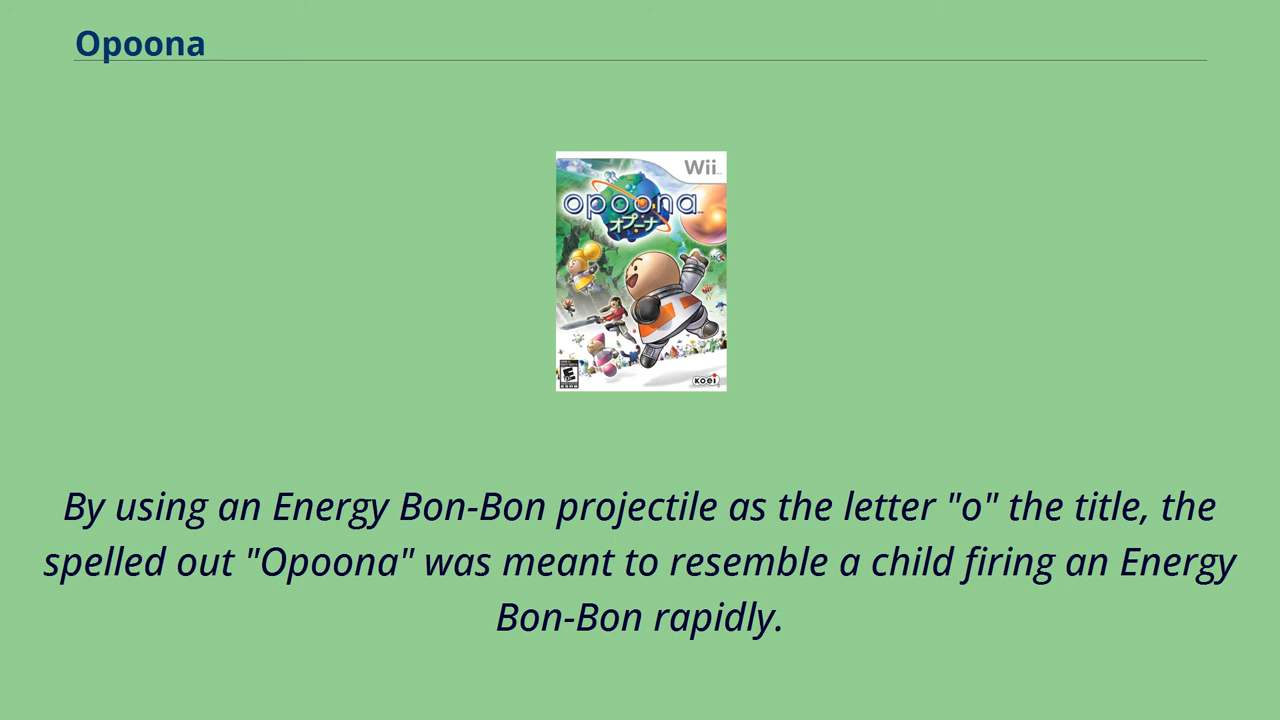 Opoona
Wii
opoona
オプーナ
KOEI
By using an Energy Bon-Bon projectile as the letter "o" the title, the
spelled out "Opoona" was meant to resemble a child firing an Energy
Bon-Bon rapidly.